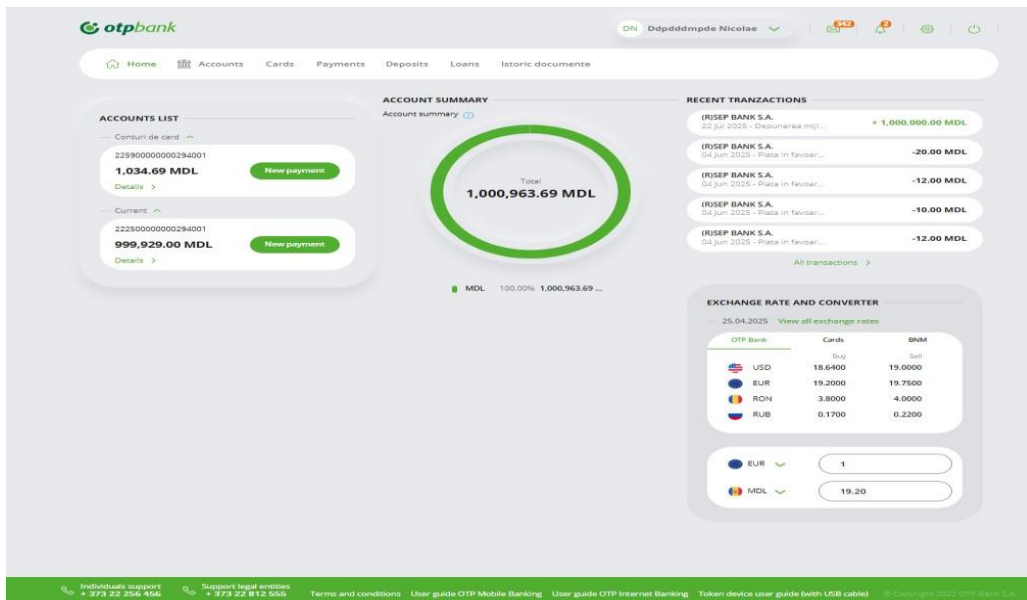 otpbank
DN Ddpdddmpde Nicolae
343
2
Home Accounts Cards Payments Deposits Loans Istoric documente
ACCOUNTS LIST
Conturi de card
225900000000294001
1,034.69 MDL
New payment
Details >
Current
222500000000294001
999,929.00 MDL
New payment
Details >
ACCOUNT SUMMARY
Account summary
Total
1,000,963.69 MDL
MDL 100.00% 1,000,963.69 ...
RECENT TRANZACTIONS
(R)SEP BANK S.A.
22 Jul 2025 - Depunerea miji...
+ 1,000,000.00 MDL
(R)SEP BANK S.A.
04 Jun 2025 - Plata in favoar...
-20.00 MDL
(R)SEP BANK S.A.
04 Jun 2025 - Plata in favoar...
-12.00 MDL
(R)SEP BANK S.A.
04 Jun 2025 - Plata in favoar...
-10.00 MDL
(R)SEP BANK S.A.
04 Jun 2025 - Plata in favoar...
-12.00 MDL
All transactions >
EXCHANGE RATE AND CONVERTER
25.04.2025 View all exchange rates
OTP Bank Cards BNM
Buy Sell
USD 18.6400 19.0000
EUR 19.2000 19.7500
RON 3.8000 4.0000
RUB 0.1700 0.2200
EUR 1
MDL 19.20
Individuals support
+ 373 22 256 456
Support legal entities
+ 373 22 812 555
Terms and conditions User guide OTP Mobile Banking User guide OTP Internet Banking Token device user guide (with USB cable) © Copyright 2022 OTP Bank S.A.